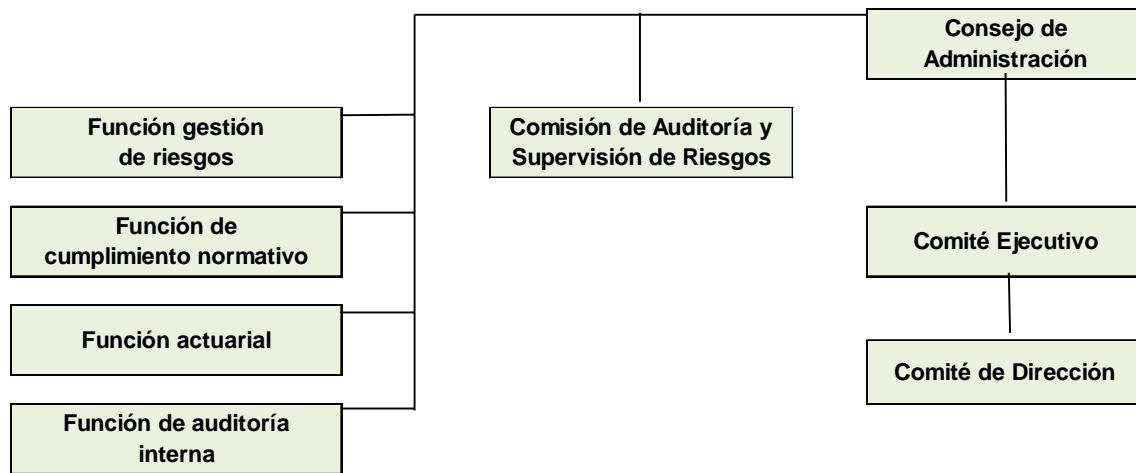 Consejo de
Administración
Función gestión
de riesgos
Comisión de Auditoría y
Supervisión de Riesgos
Función de
cumplimiento normativo
Comité Ejecutivo
Función actuarial
Comité de Dirección
Función de auditoría
interna